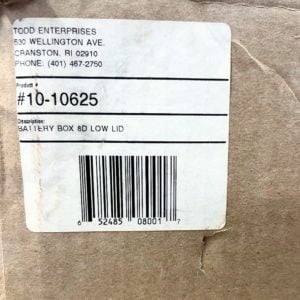 TODD ENTERPRISES
530 WELLINGTON AVE.
CRANSTON, RI 02910
PHONE: (401) 467-2750
Product #
#10-10625
Description:
BATTERY BOX 8D LOW LID
6 52485 08001 7